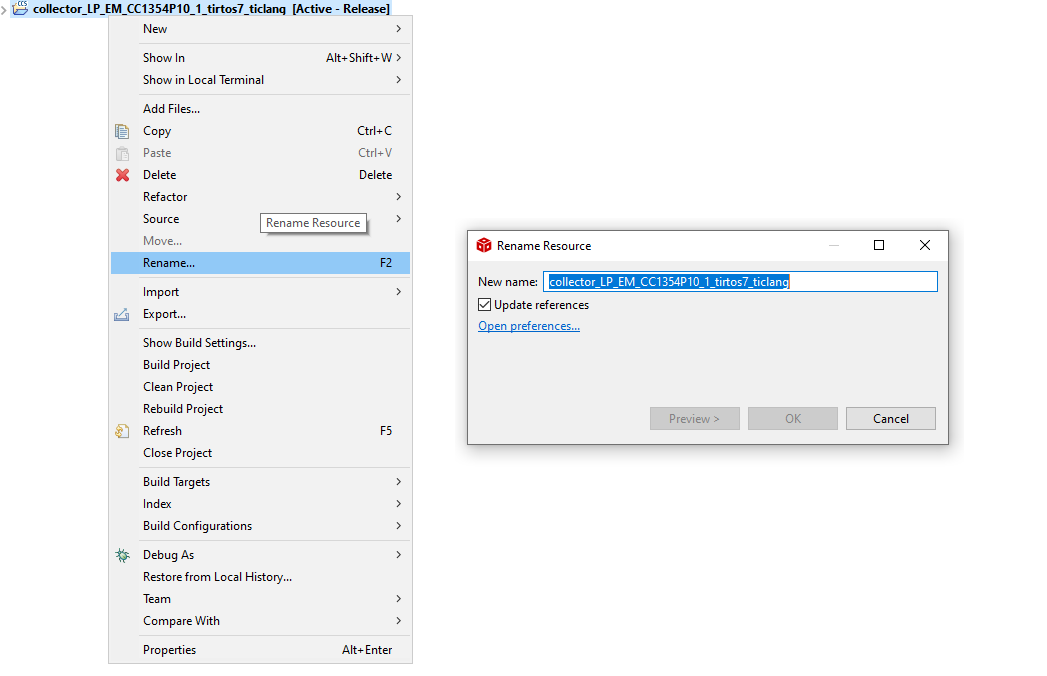 collector_LP_EM_CC1354P10_1_tirtos7_ticlang [Active - Release]
New
Show In Alt+Shift+W
Show in Local Terminal
Add Files...
Copy Ctrl+C
Paste Ctrl+V
Delete Delete
Refactor
Source
Rename Resource
Move...
Rename... F2
Import
Export...
Show Build Settings...
Build Project
Clean Project
Rebuild Project
Refresh F5
Close Project
Build Targets
Index
Build Configurations
Debug As
Restore from Local History...
Team
Compare With
Properties Alt+Enter
Rename Resource
New name: collector_LP_EM_CC1354P10_1_tirtos7_ticlang
Update references
Open preferences...
Preview > OK Cancel